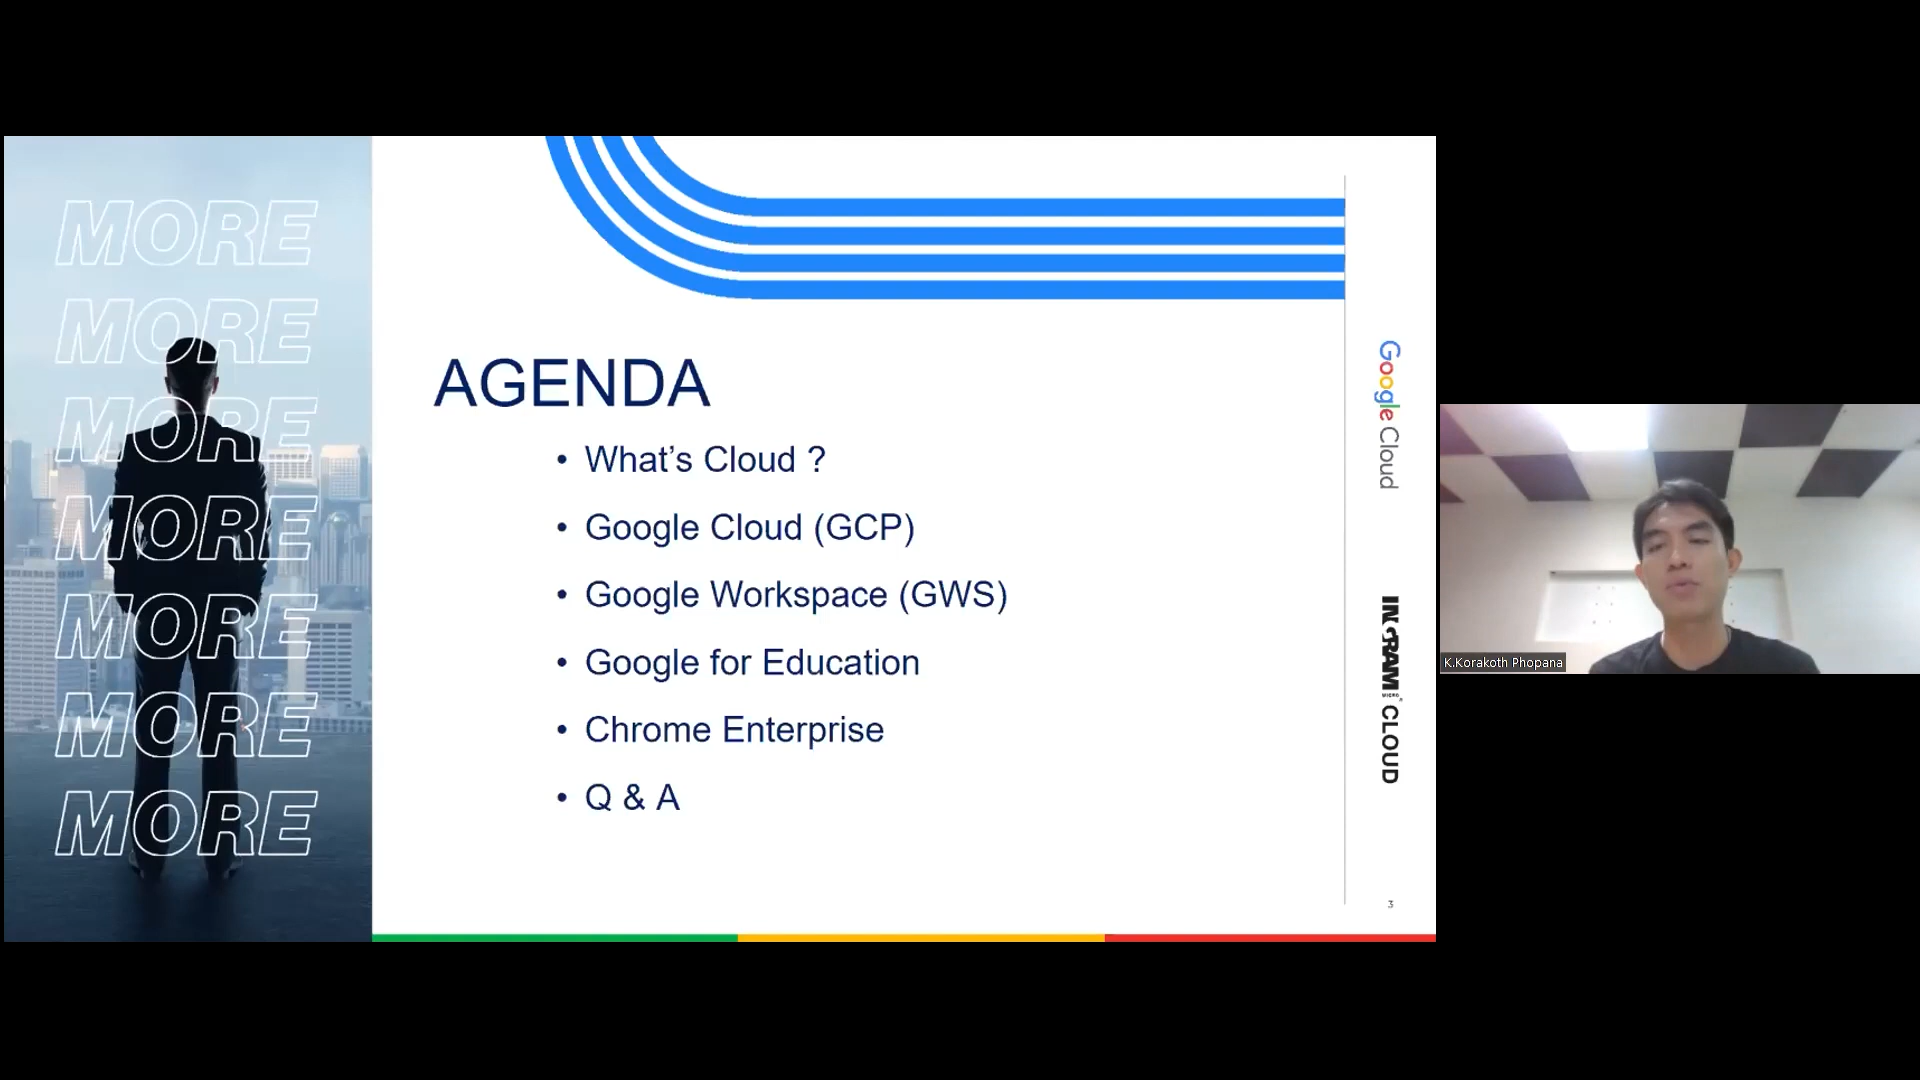 MORE
MORE
MORE
MORE
MORE
MORE
MORE
AGENDA
• What’s Cloud ?
• Google Cloud (GCP)
• Google Workspace (GWS)
• Google for Education
• Chrome Enterprise
• Q & A
Google Cloud
INGRAM MICRO® CLOUD
3
K.Korakoth Phopana